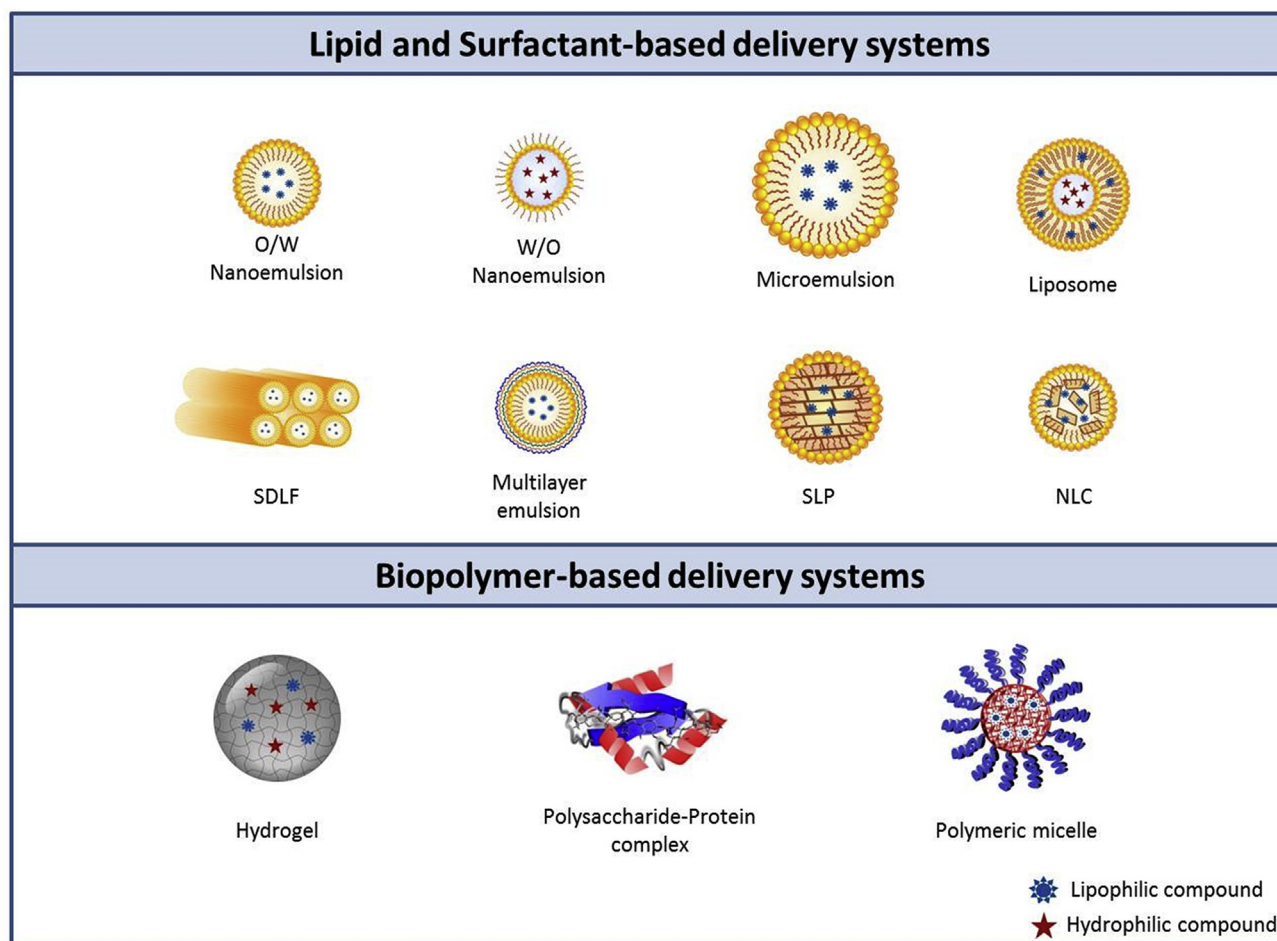 Lipid and Surfactant-based delivery systems
O/W
Nanoemulsion
W/O
Nanoemulsion
Microemulsion
Liposome
SDLF
Multilayer
emulsion
SLP
NLC
Biopolymer-based delivery systems
Hydrogel
Polysaccharide-Protein
complex
Polymeric micelle
Lipophilic compound
Hydrophilic compound